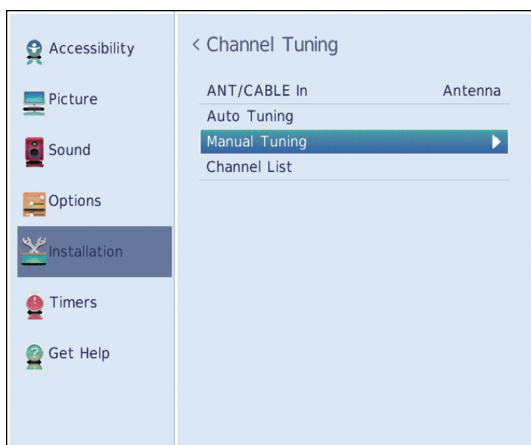 Accessibility
Picture
Sound
Options
Installation
Timers
Get Help
< Channel Tuning
ANT/CABLE In Antenna
Auto Tuning
Manual Tuning
Channel List